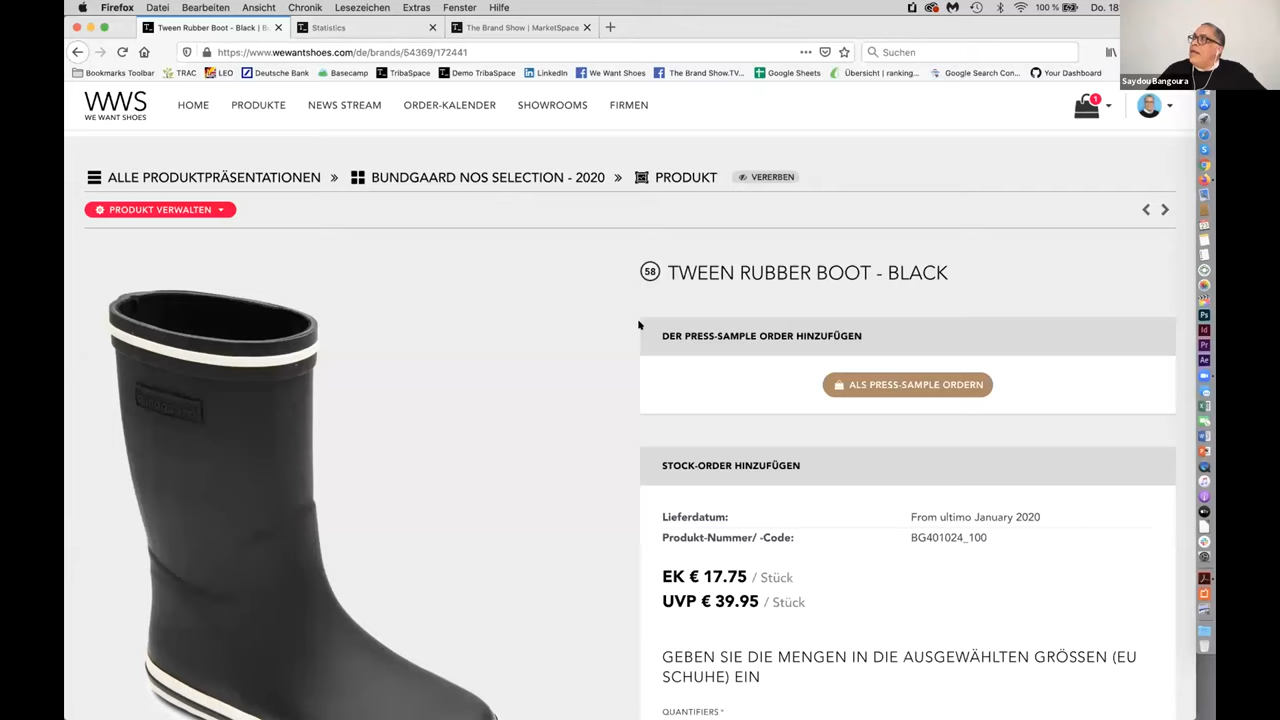 Firefox Datei Bearbeiten Ansicht Chronik Lesezeichen Extras Fenster Hilfe 100 % Do. 18
Tween Rubber Boot - Black | B Statistics The Brand Show | MarketSpace
https://www.wewantshoes.com/de/brands/54369/172441 Suchen
Bookmarks Toolbar TRAC LEO Deutsche Bank Basecamp TribaSpace Demo TribaSpace LinkedIn We Want Shoes The Brand Show.TV... Google Sheets Übersicht | ranking... Google Search Con... Your Dashboard
Saydou Bangoura
WWS
WE WANT SHOES
HOME PRODUKTE NEWS STREAM ORDER-KALENDER SHOWROOMS FIRMEN 1
ALLE PRODUKTPRÄSENTATIONEN » BUNDGAARD NOS SELECTION - 2020 » PRODUKT VERERBEN
PRODUKT VERWALTEN
58 TWEEN RUBBER BOOT - BLACK
DER PRESS-SAMPLE ORDER HINZUFÜGEN
ALS PRESS-SAMPLE ORDERN
Bundgaard
STOCK-ORDER HINZUFÜGEN
Lieferdatum: From ultimo January 2020
Produkt-Nummer/ -Code: BG401024_100
EK € 17.75 / Stück
UVP € 39.95 / Stück
GEBEN SIE DIE MENGEN IN DIE AUSGEWÄHLTEN GRÖSSEN (EU
SCHUHE) EIN
QUANTIFIERS *